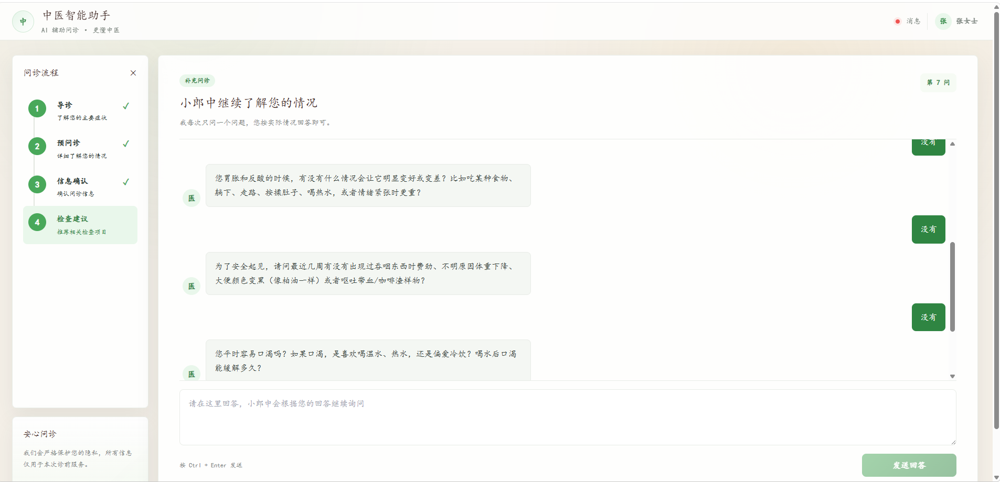 中
中医智能助手
AI 辅助问诊 • 更懂中医
消息
张
张女士
问诊流程
1
导诊
了解您的主要症状
2
预问诊
详细了解您的情况
3
信息确认
确认问诊信息
4
检查建议
推荐相关检查项目
安心问诊
我们会严格保护您的隐私，所有信息
仅用于本次诊前服务。
补充问诊
第 7 问
小郎中继续了解您的情况
我每次只问一个问题，您按实际情况回答即可。
没有
您胃胀和反酸的时候，有没有什么情况会让它明显变好或变差？比如吃某种食物、
躺下、走路、按揉肚子、喝热水，或者情绪紧张时更重？
医
没有
为了安全起见，请问最近几周有没有出现过吞咽东西时费劲、不明原因体重下降、
大便颜色变黑（像柏油一样）或者呕吐带血/咖啡渣样物？
医
没有
您平时容易口渴吗？如果口渴，是喜欢喝温水、热水，还是偏爱冷饮？喝水后口渴
能缓解多久？
医
请在这里回答，小郎中会根据您的回答继续询问
按 Ctrl + Enter 发送
发送回答